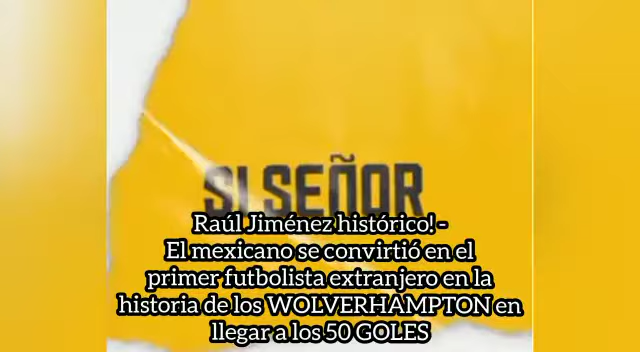 SI SEÑOR
Raúl Jiménez histórico! -
El mexicano se convirtió en el
primer futbolista extranjero en la
historia de los WOLVERHAMPTON en
llegar a los 50 GOLES